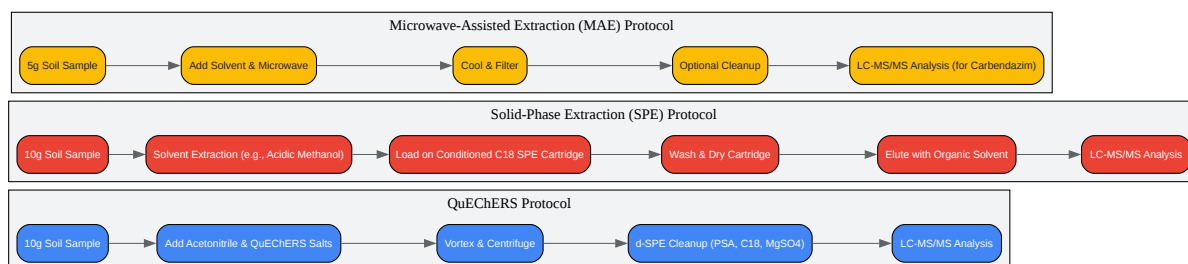 Microwave-Assisted Extraction (MAE) Protocol
5g Soil Sample
Add Solvent & Microwave
Cool & Filter
Optional Cleanup
LC-MS/MS Analysis (for Carbendazim)
Solid-Phase Extraction (SPE) Protocol
10g Soil Sample
Solvent Extraction (e.g., Acidic Methanol)
Load on Conditioned C18 SPE Cartridge
Wash & Dry Cartridge
Elute with Organic Solvent
LC-MS/MS Analysis
QuEChERS Protocol
10g Soil Sample
Add Acetonitrile & QuEChERS Salts
Vortex & Centrifuge
d-SPE Cleanup (PSA, C18, MgSO4)
LC-MS/MS Analysis